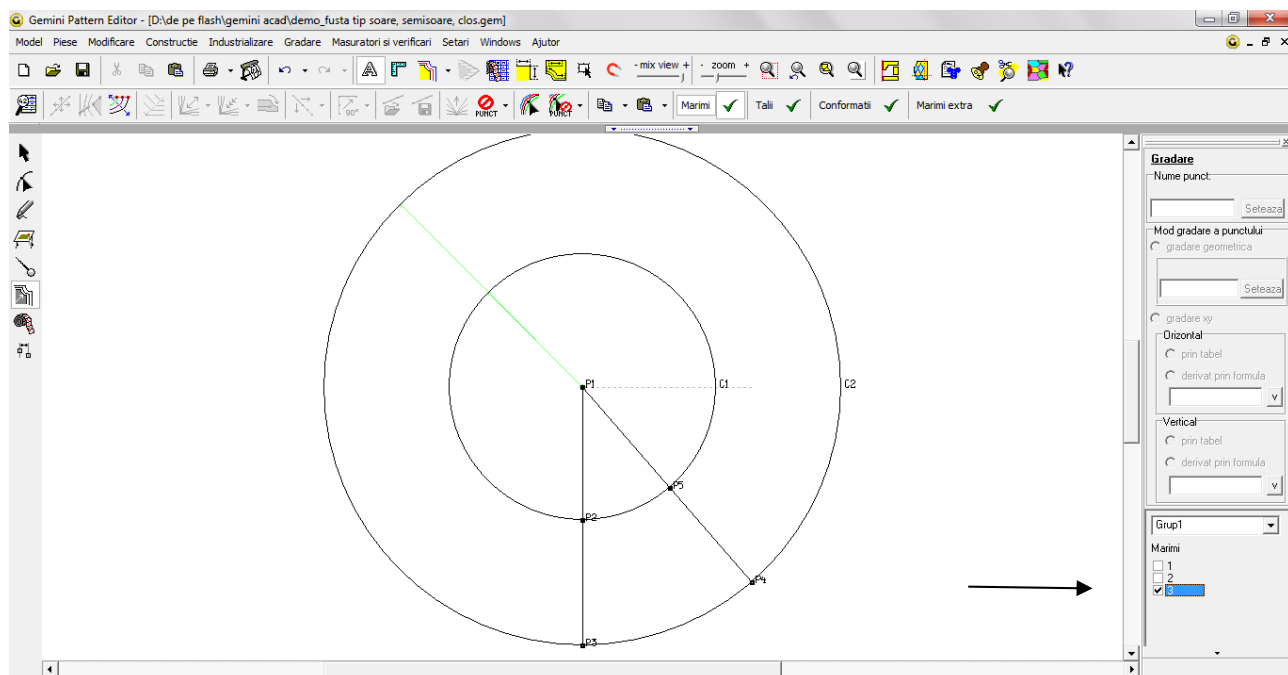 Gemini Pattern Editor - [D:\de pe flash\gemini acad\demo_fusta tip soare, semisoare, clos.gem]
Model Piese Modificare Constructie Industrializare Gradare Masuratori si verificari Setari Windows Ajutor
- mix view + - zoom +
PUNCT PUNCT Marimi Talii Conformatii Marimi extra
Gradare
Nume punct:
Seteaza
Mod gradare a punctului
gradare geometrica
Seteaza
gradare xy
Orizontal
prin tabel
derivat prin formula
v
Vertical
prin tabel
derivat prin formula
v
Grup1
Marimi
1
2
3
P1 C1 C2
P5
P2
P4
P3